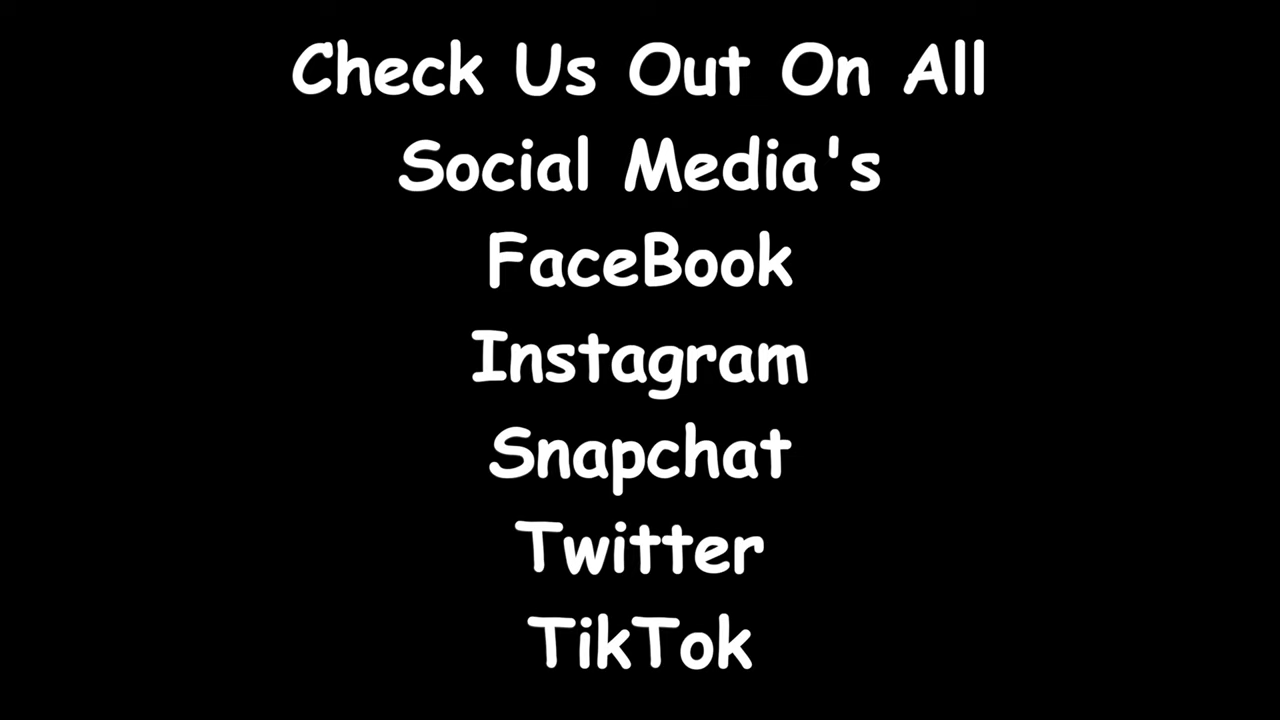 Check Us Out On All
Social Media's
FaceBook
Instagram
Snapchat
Twitter
TikTok